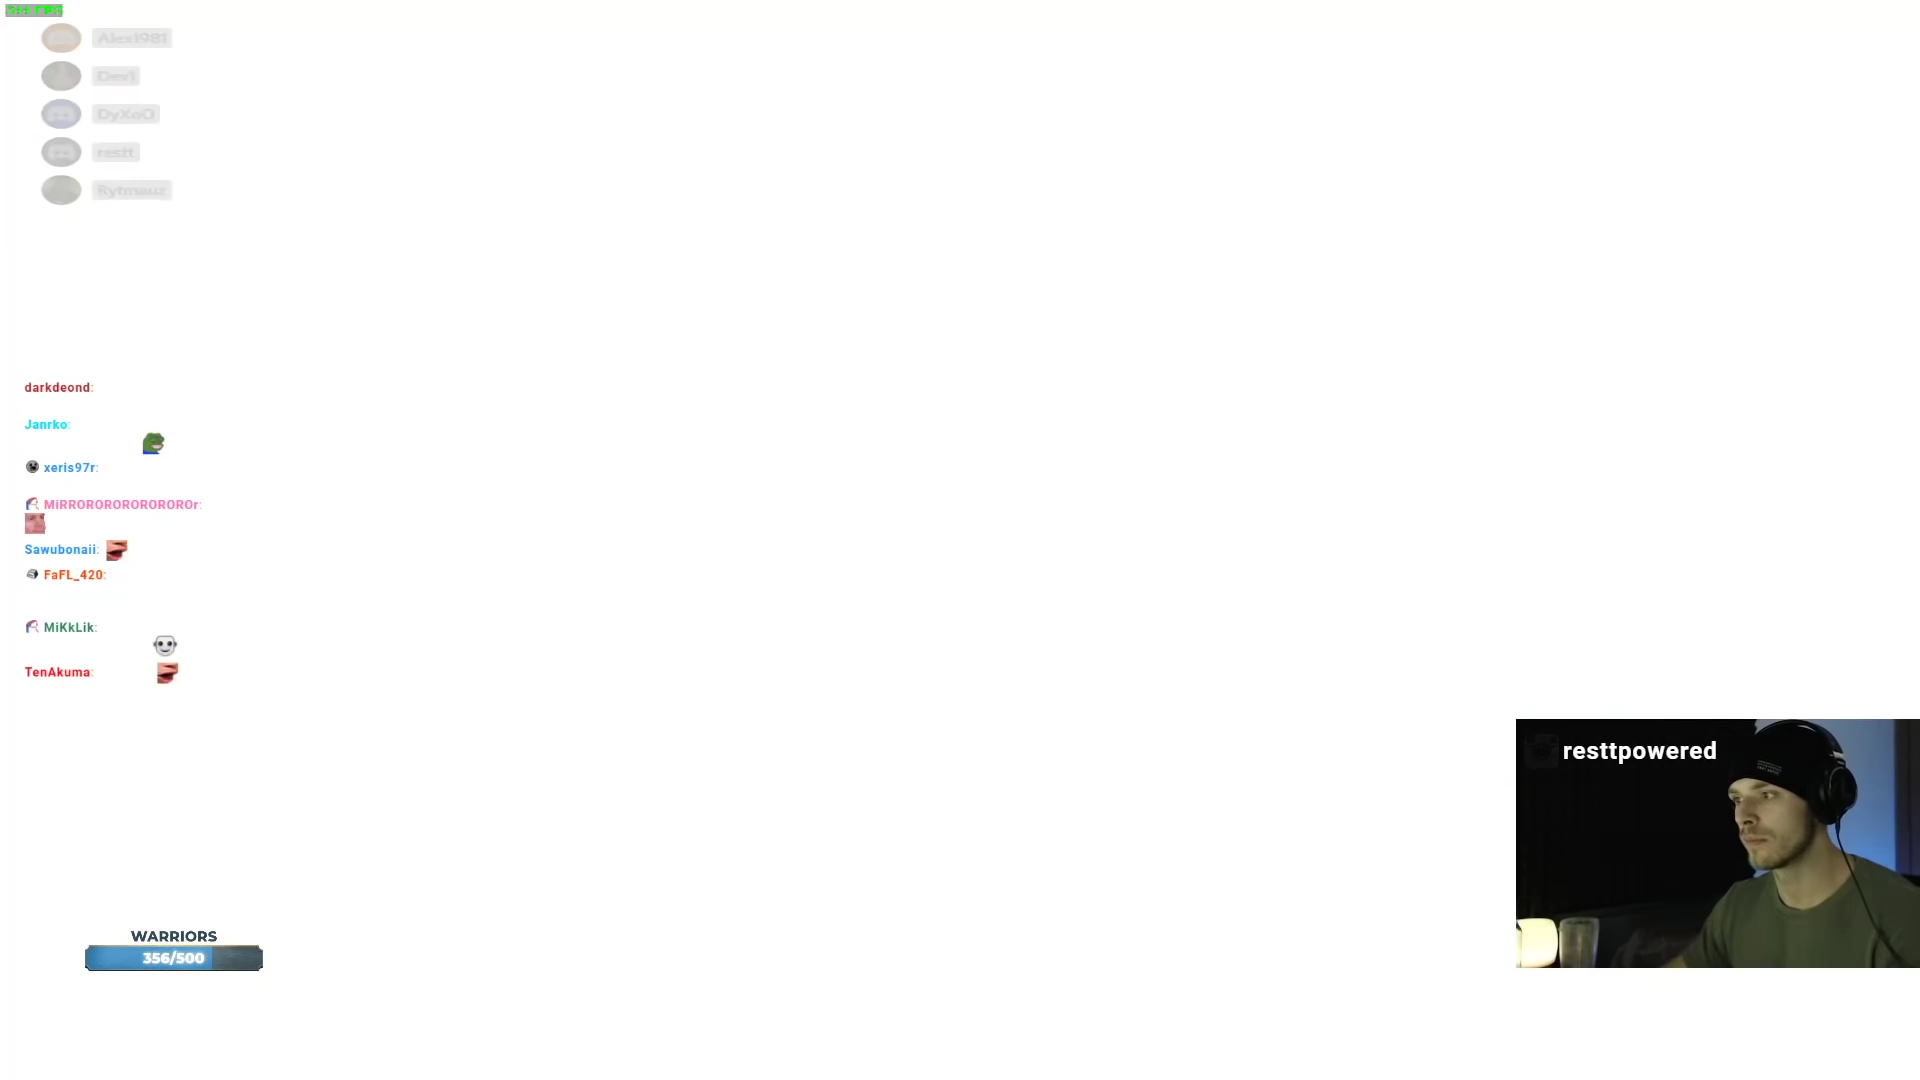 Alex1981
Dev1
DyXoO
restt
Rytmauz
darkdeond:
Janrko:
xeris97r:
MiRROROROROROROROr:
Sawubonaii:
FaFL_420:
MiKkLik:
TenAkuma:
resttpowered
WARRIORS
356/500